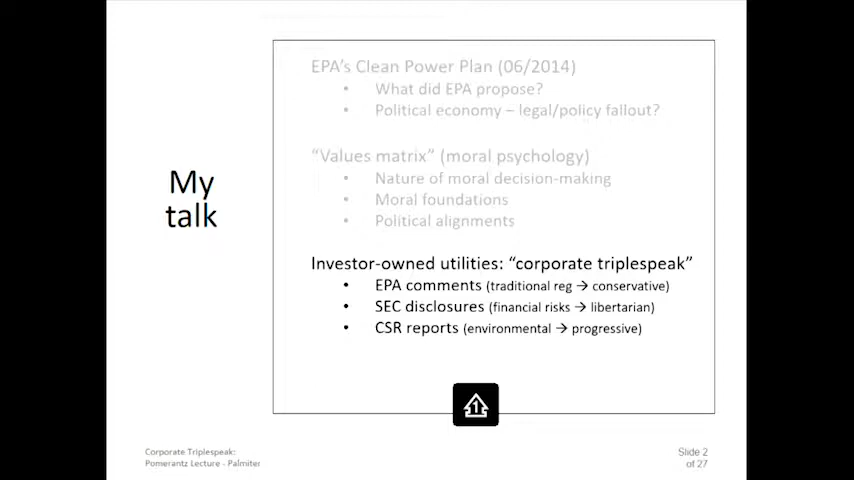 My
talk
EPA's Clean Power Plan (06/2014)
• What did EPA propose?
• Political economy – legal/policy fallout?
"Values matrix" (moral psychology)
• Nature of moral decision-making
• Moral foundations
• Political alignments
Investor-owned utilities: "corporate triplespeak"
• EPA comments (traditional reg → conservative)
• SEC disclosures (financial risks → libertarian)
• CSR reports (environmental → progressive)
1
Corporate Triplespeak:
Pomerantz Lecture - Palmiter
Slide 2
of 27